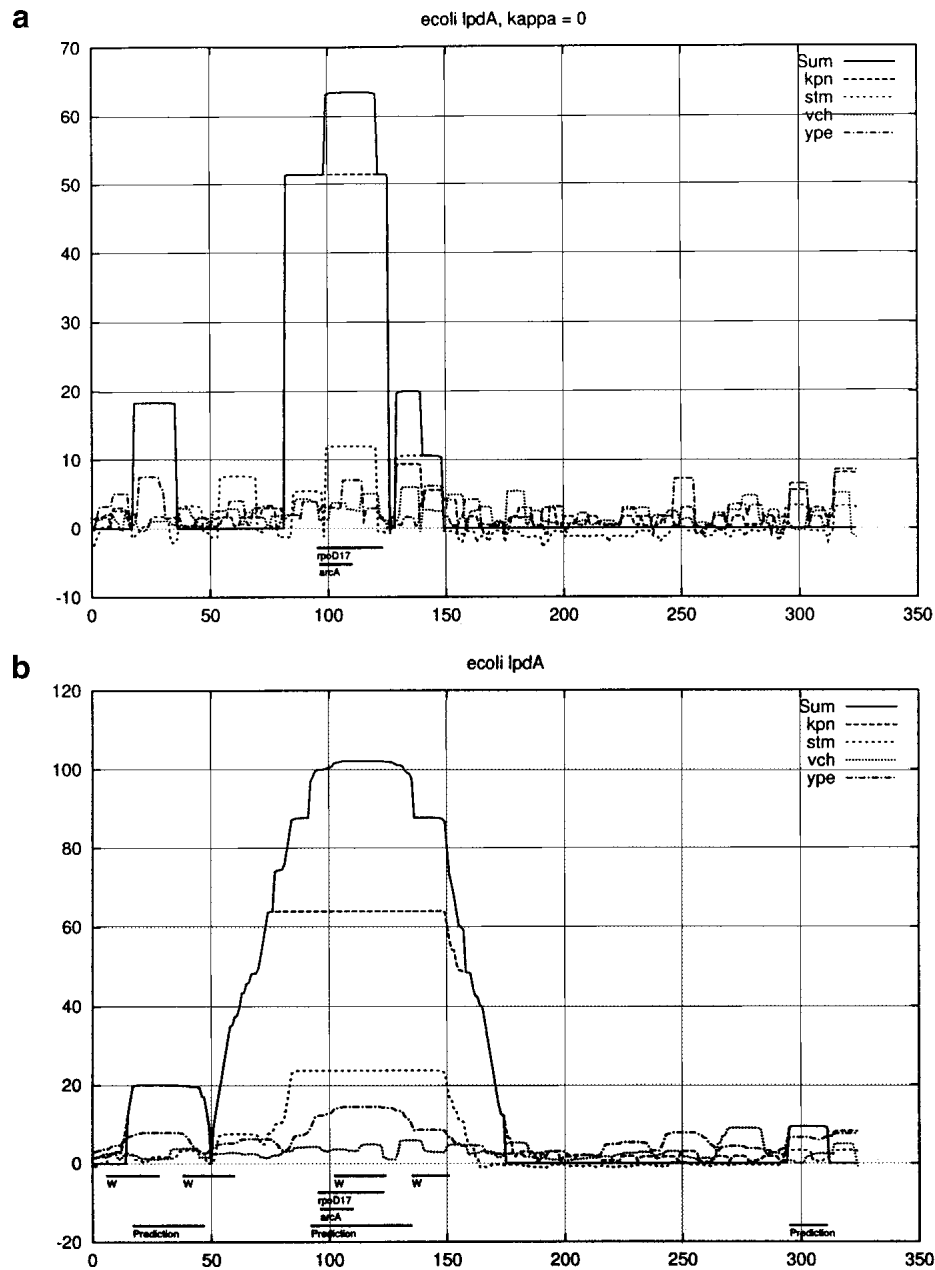 a
ecoli lpdA, kappa = 0
70
60
50
40
30
20
10
0
-10
Sum
kpn
stm
vch
ype
rpoD17
arcA
0 50 100 150 200 250 300 350
b
ecoli lpdA
120
100
80
60
40
20
0
-20
Sum
kpn
stm
vch
ype
W W W W
rpoD17
arcA
Prediction Prediction Prediction
0 50 100 150 200 250 300 350